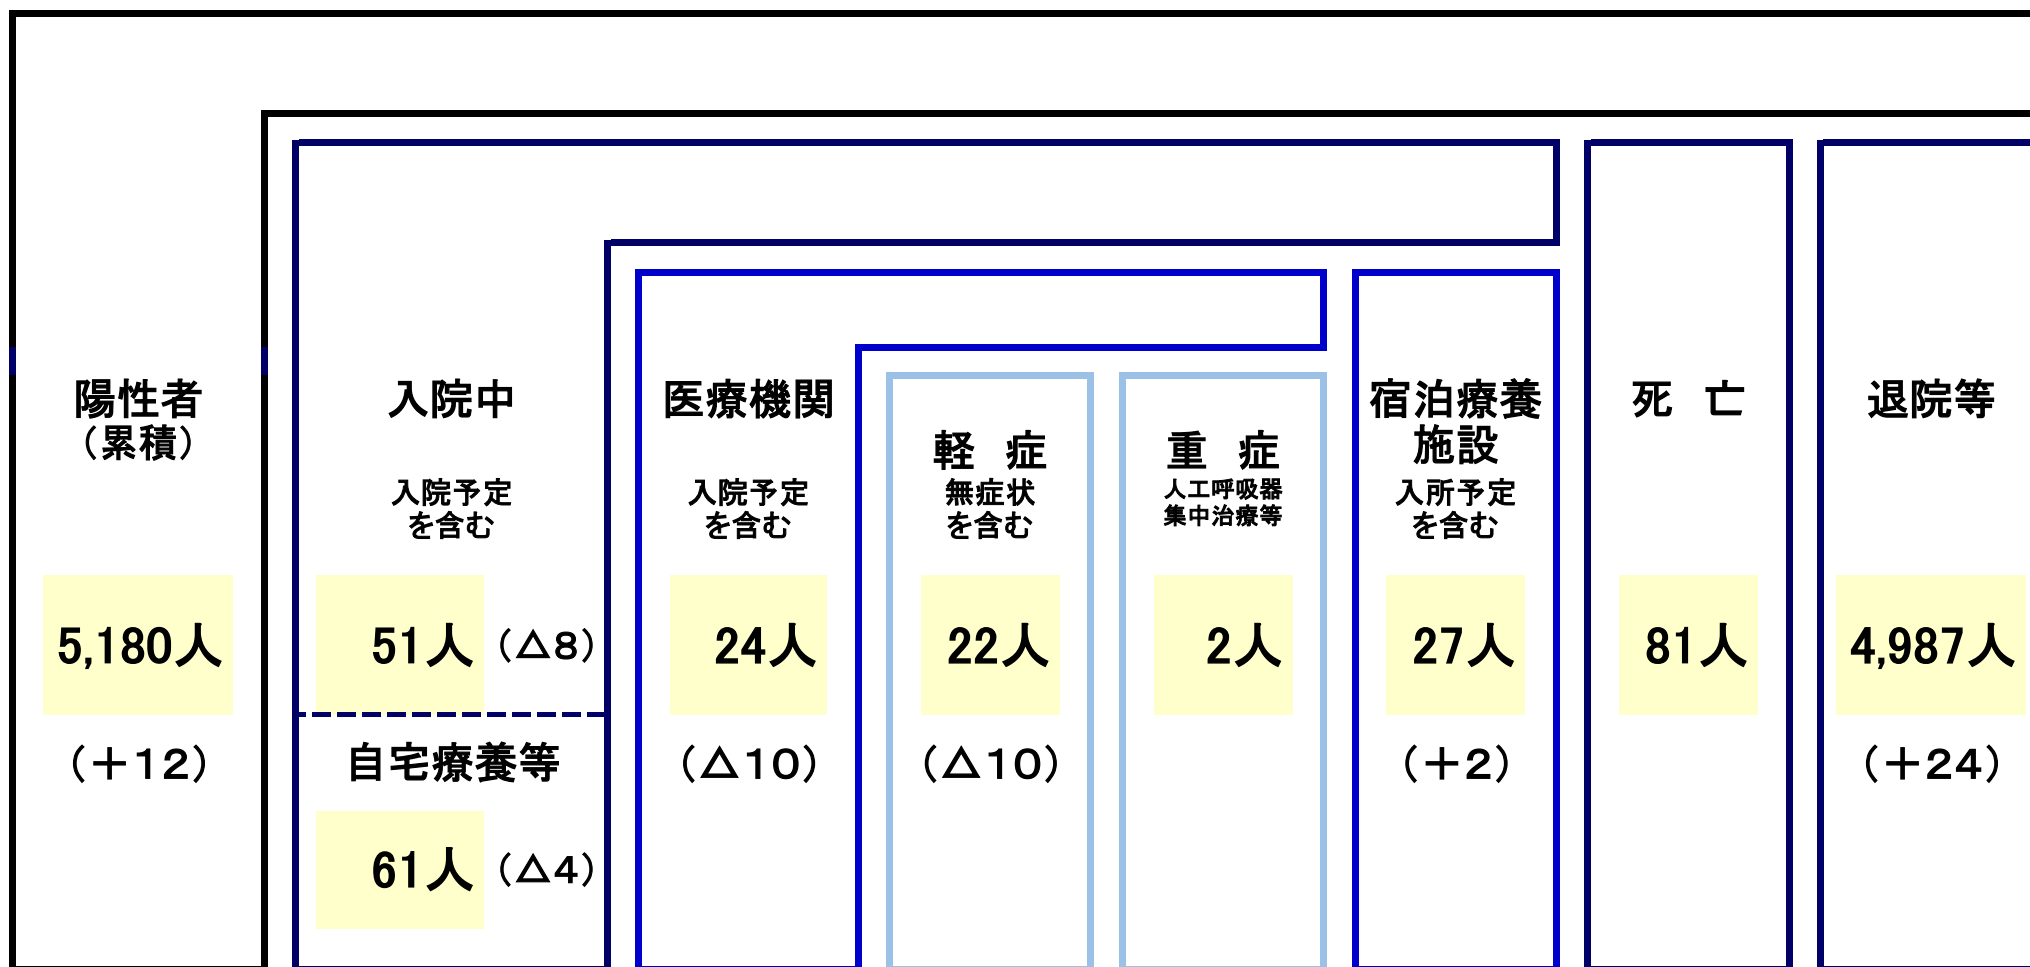 陽性者
（累積）
5,180人
（＋12）
入院中
入院予定
を含む
51人（△8）
自宅療養等
61人（△4）
医療機関
入院予定
を含む
24人
（△10）
軽 症
無症状
を含む
22人
（△10）
重 症
人工呼吸器
集中治療等
2人
宿泊療養
施設
入所予定
を含む
27人
（＋2）
死 亡
81人
退院等
4,987人
（＋24）